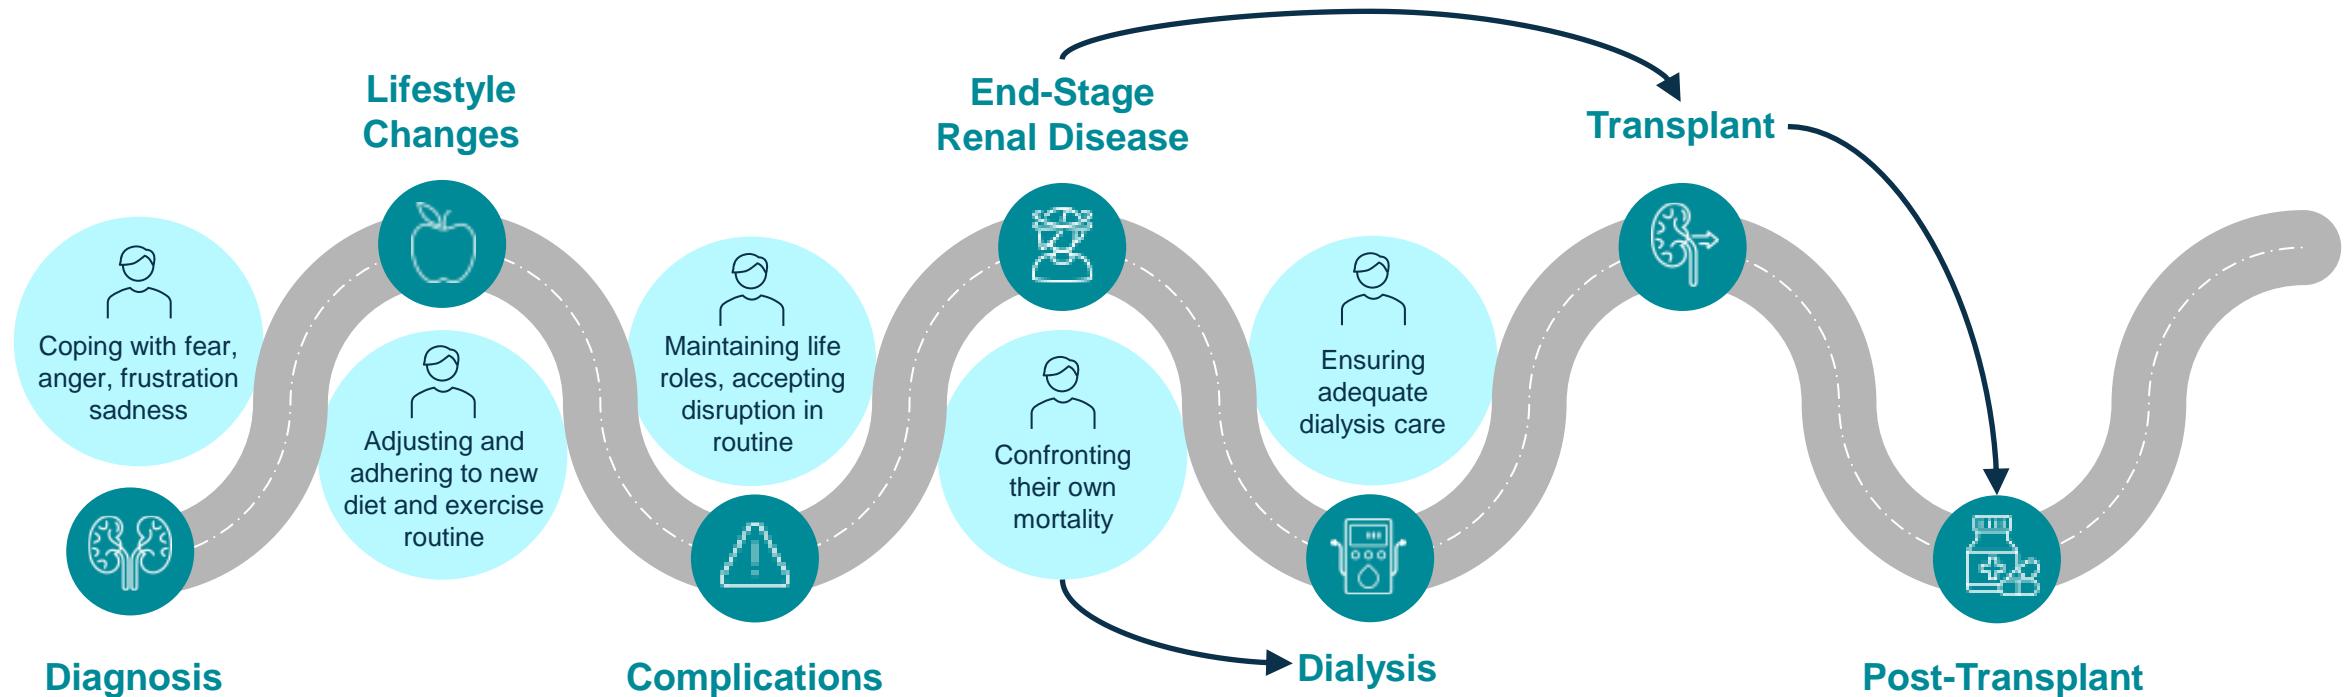 Lifestyle
Changes
End-Stage
Renal Disease
Transplant
Coping with fear,
anger, frustration
sadness
Adjusting and
adhering to new
diet and exercise
routine
Maintaining life
roles, accepting
disruption in
routine
Confronting
their own
mortality
Ensuring
adequate
dialysis care
Diagnosis
Complications
Dialysis
Post-Transplant